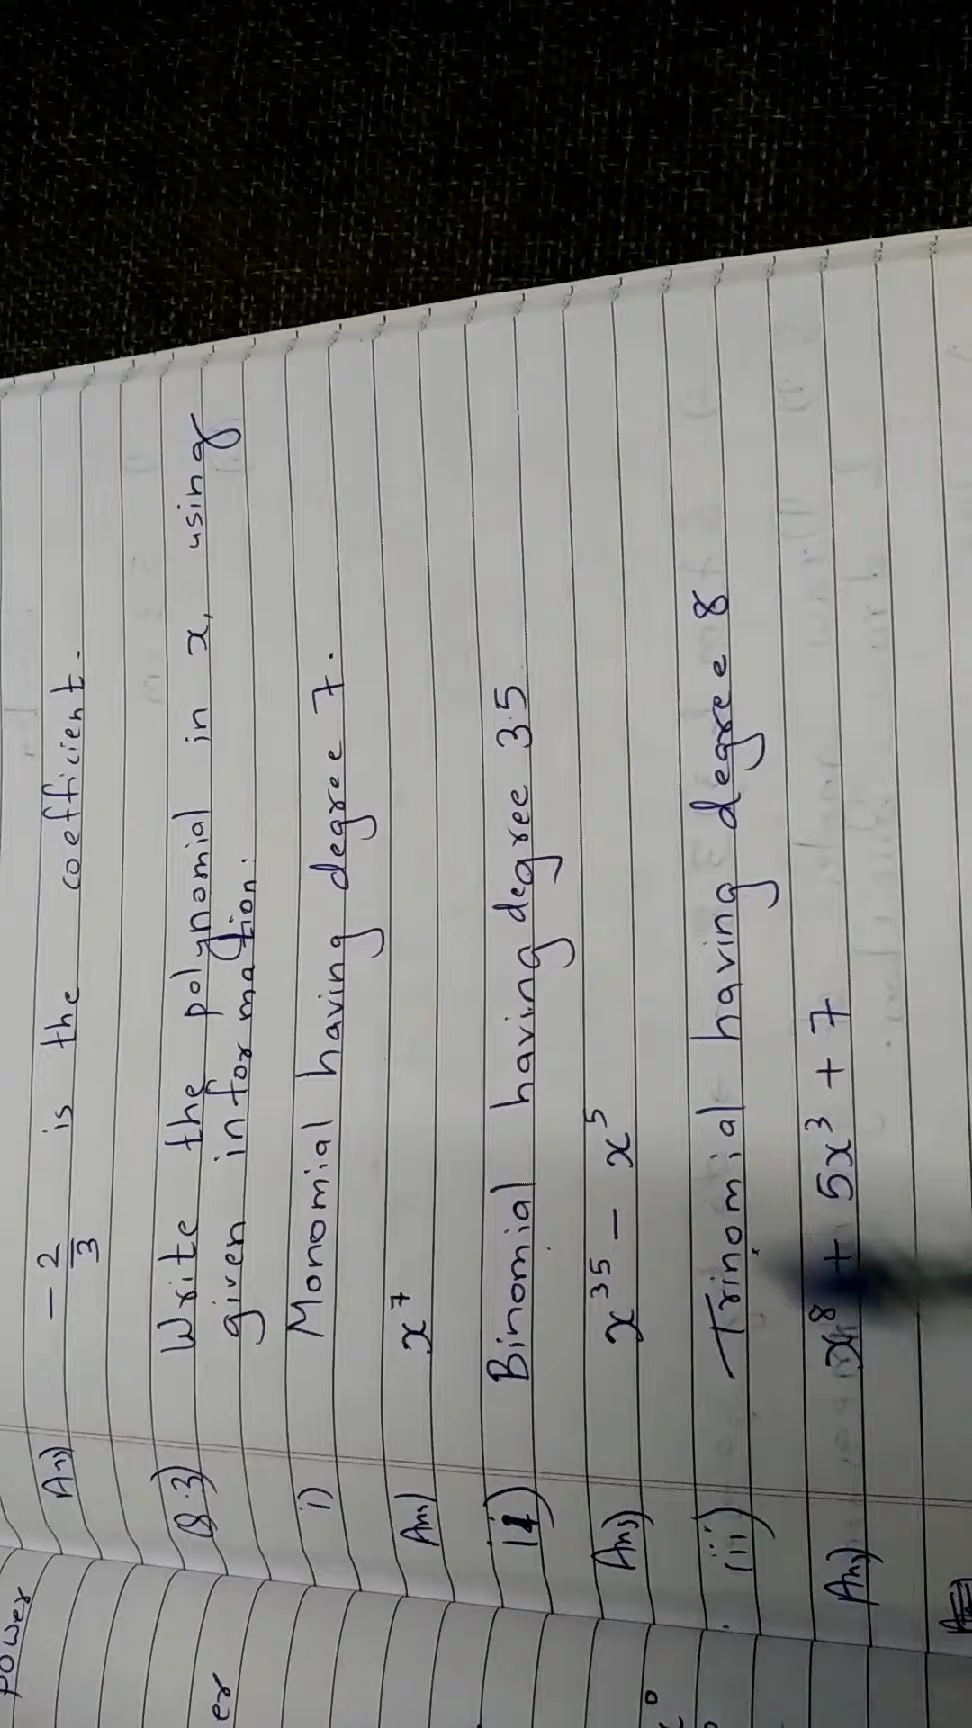 Ans) - 2/3 is the coefficient.
Q.3) Write the polynomial in x, using
given information.
i) Monomial having degree 7.
Ans) x⁷
ii) Binomial having degree 35
Ans) x³⁵ - x⁵
iii) Trinomial having degree 8
Ans) x⁸ + 5x³ + 7
power
er